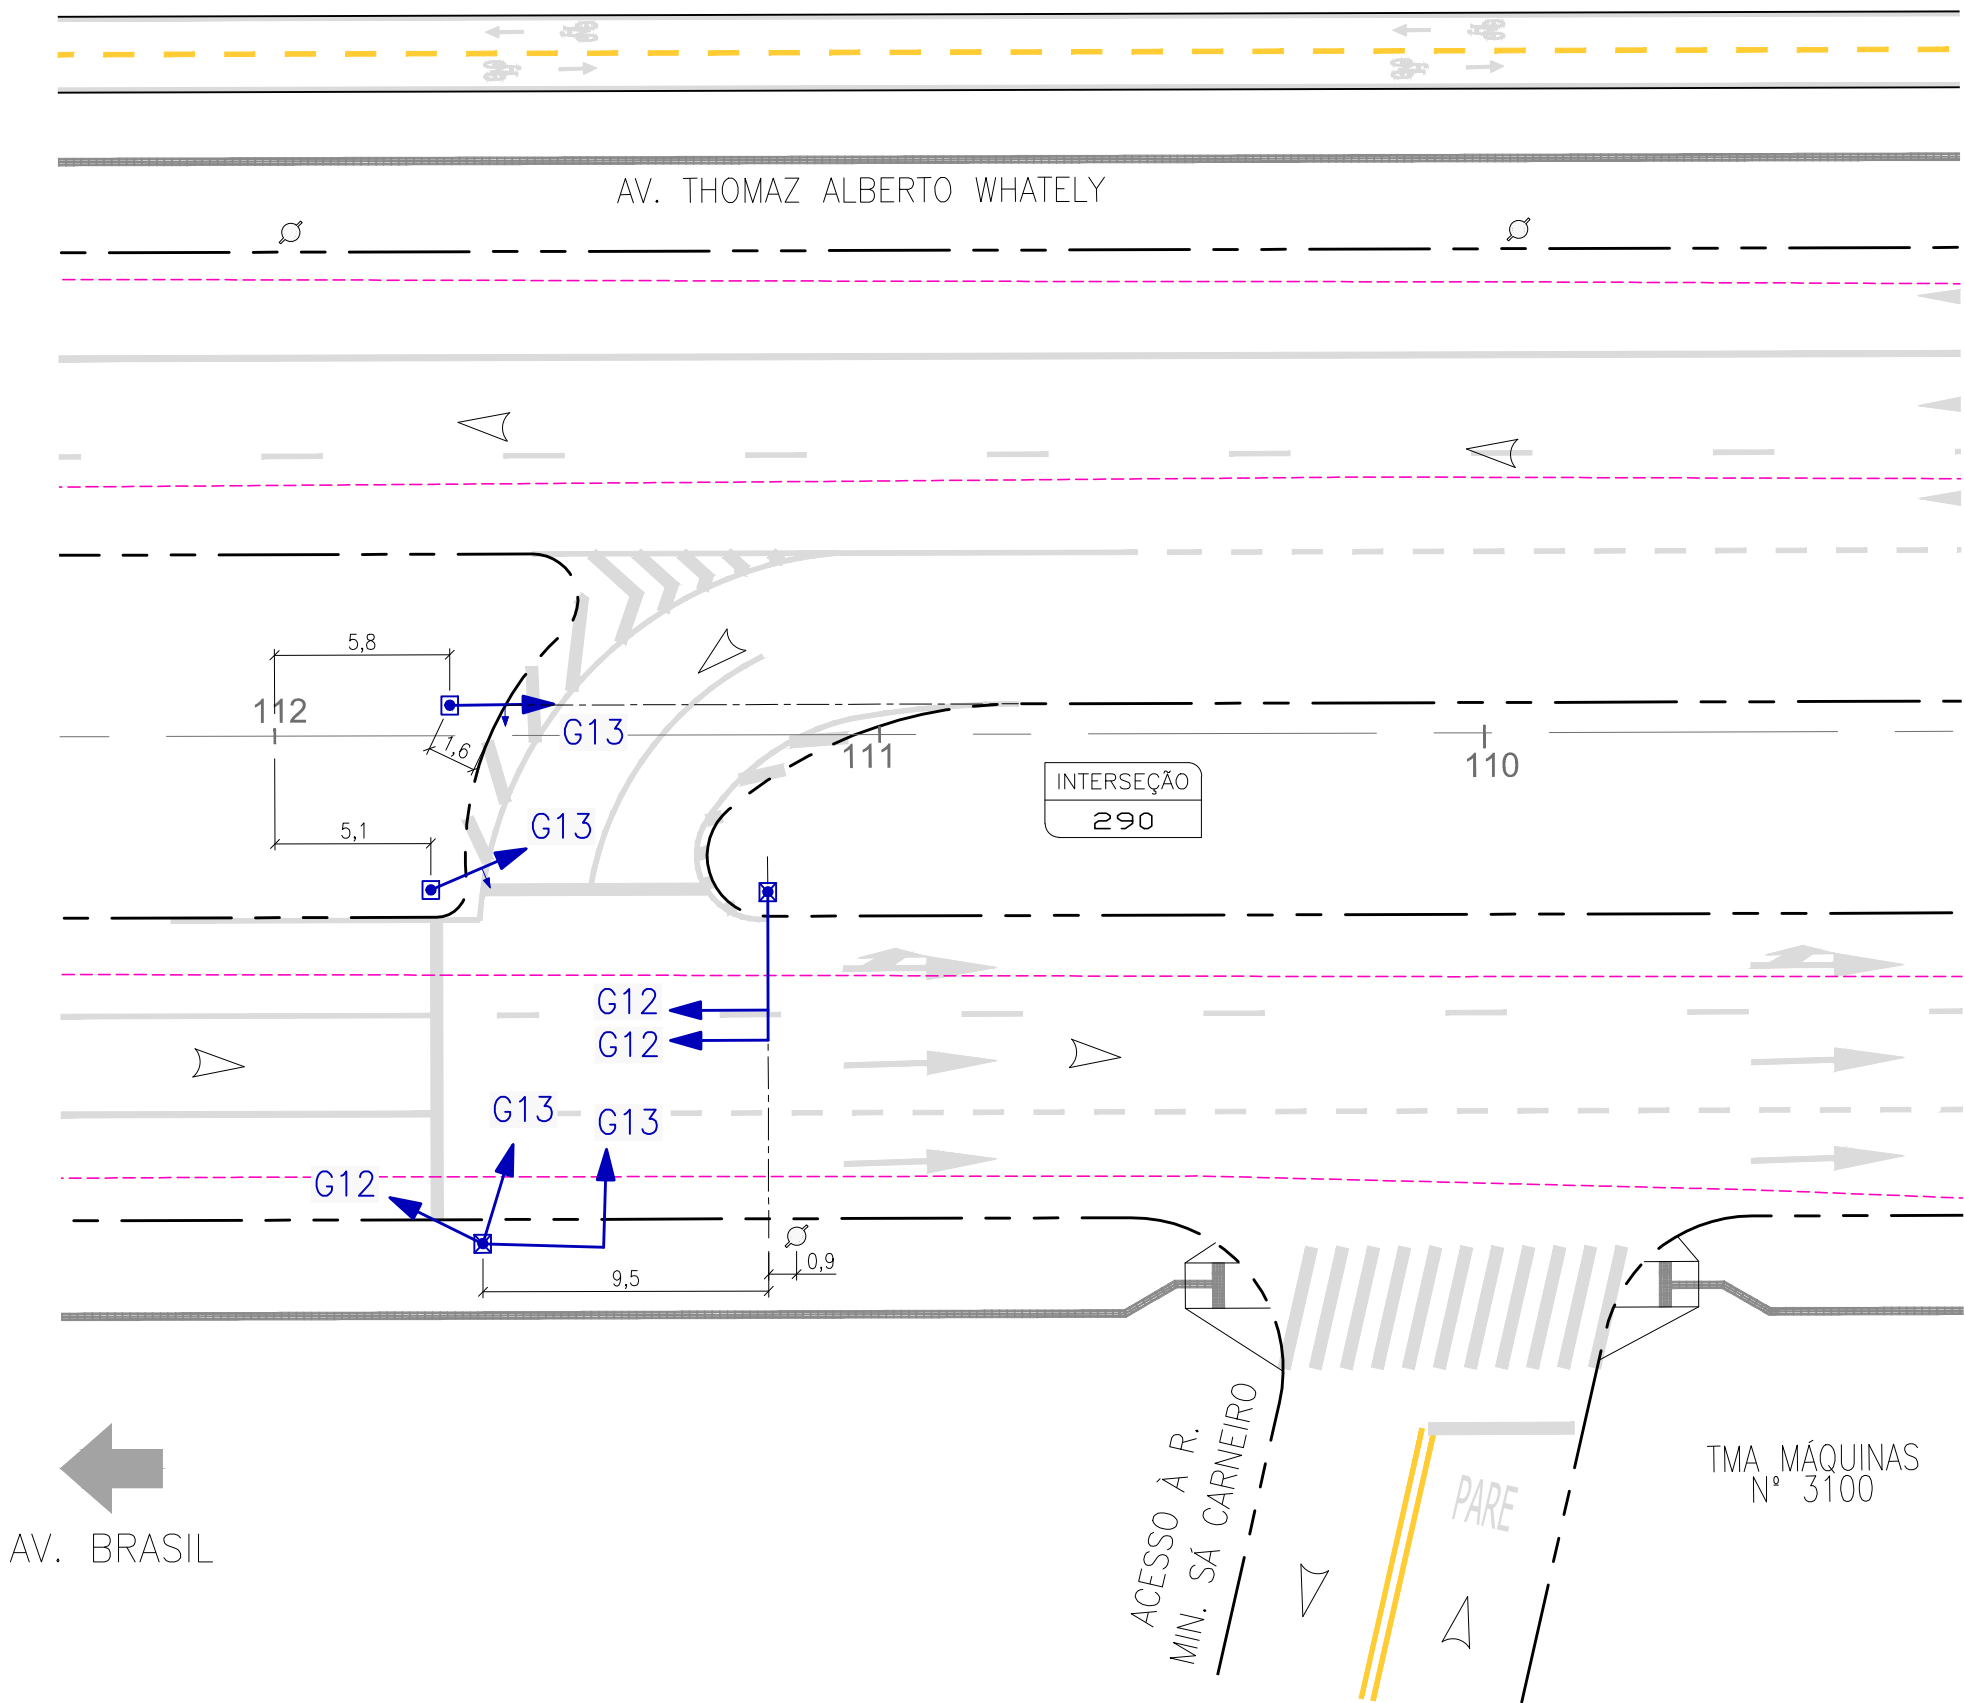 AV. THOMAZ ALBERTO WHATELY
5,8
112
G13
1,6
111
110
INTERSEÇÃO
290
G13
5,1
G12
G12
G13
G13
G12
0,9
9,5
ACESSO À R.
MIN. SÁ CARNEIRO
TMA MÁQUINAS
Nº 3100
PARE
AV. BRASIL